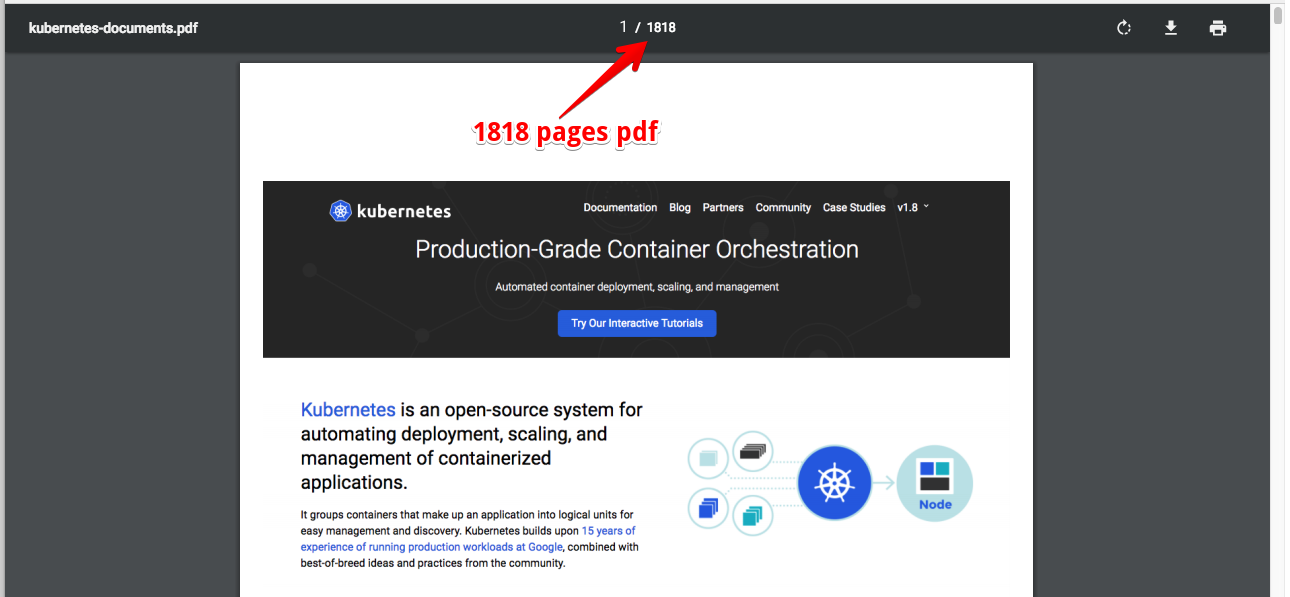 kubernetes-documents.pdf
1 / 1818
1818 pages pdf
kubernetes
Documentation Blog Partners Community Case Studies v1.8
Production-Grade Container Orchestration
Automated container deployment, scaling, and management
Try Our Interactive Tutorials
Kubernetes is an open-source system for
automating deployment, scaling, and
management of containerized
applications.
It groups containers that make up an application into logical units for
easy management and discovery. Kubernetes builds upon 15 years of
experience of running production workloads at Google, combined with
best-of-breed ideas and practices from the community.
Node